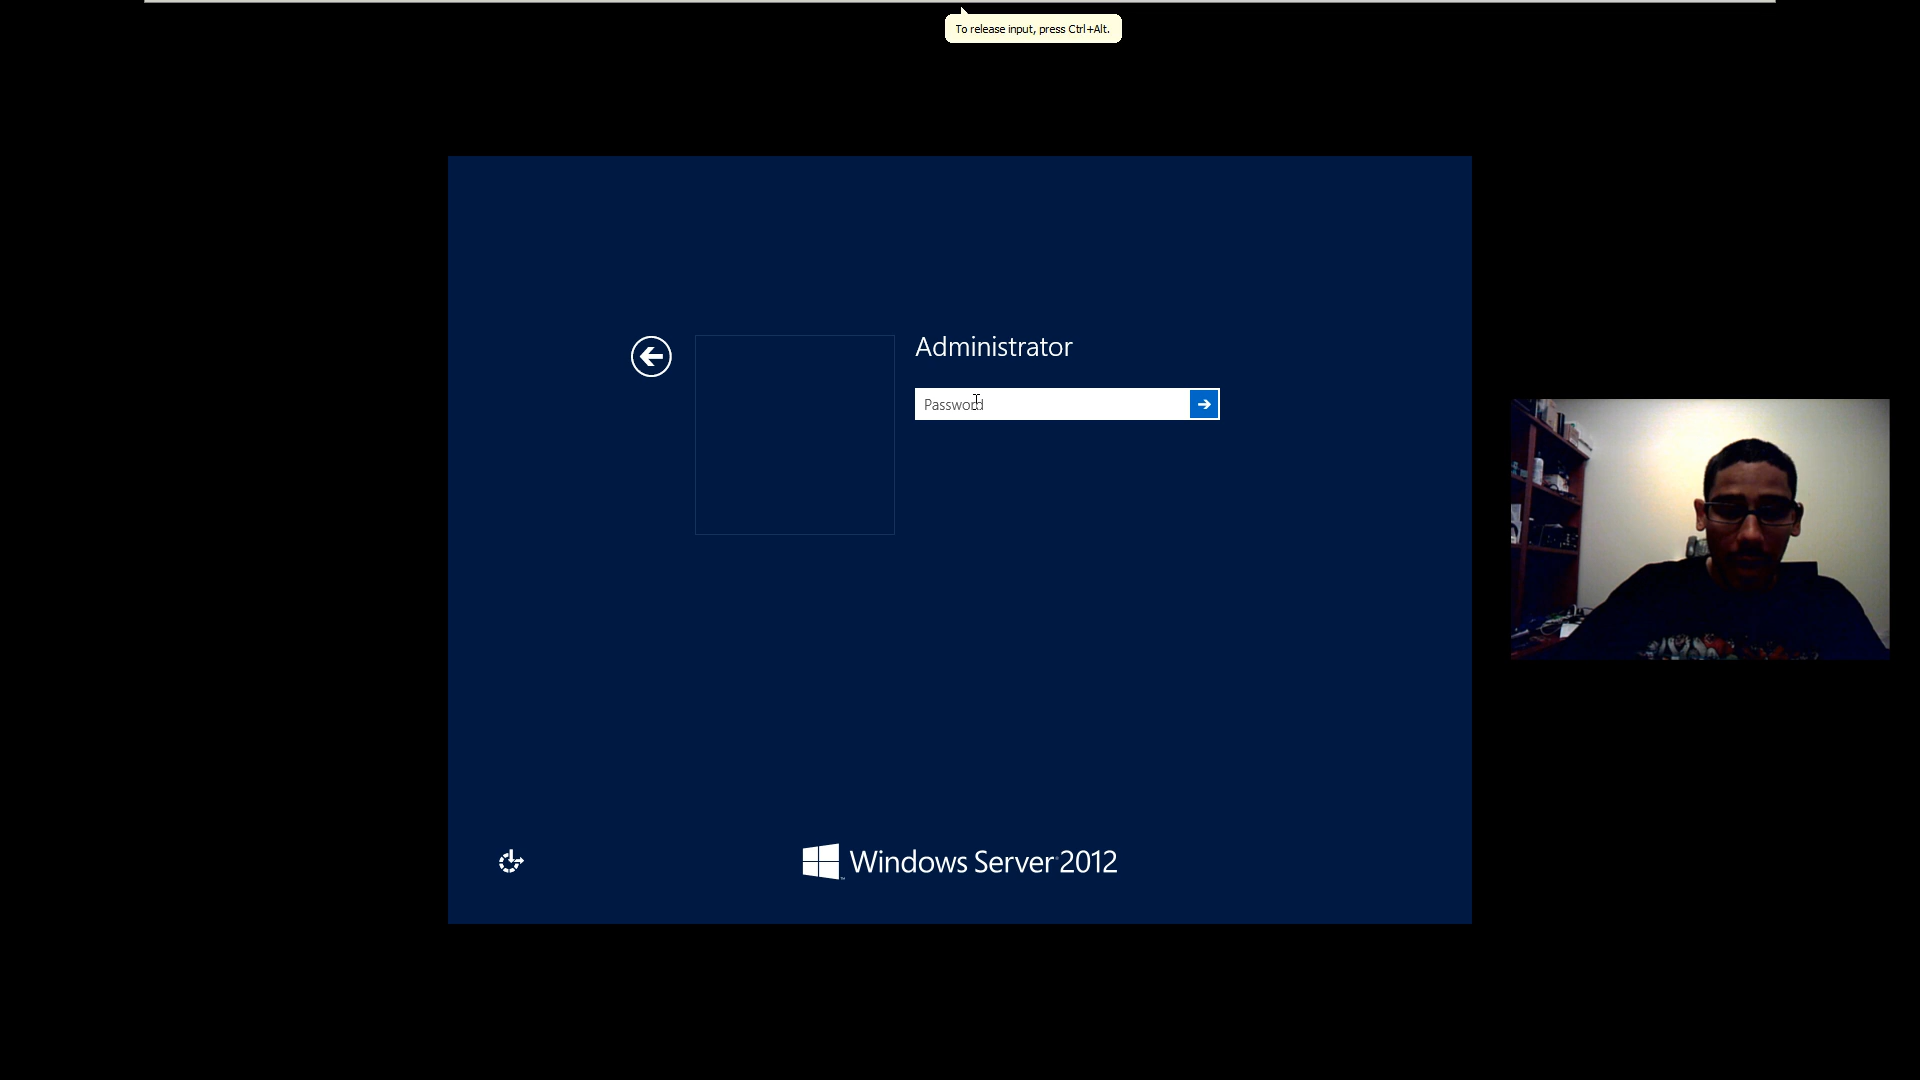 To release input, press Ctrl+Alt.
Administrator
Password
Windows Server 2012